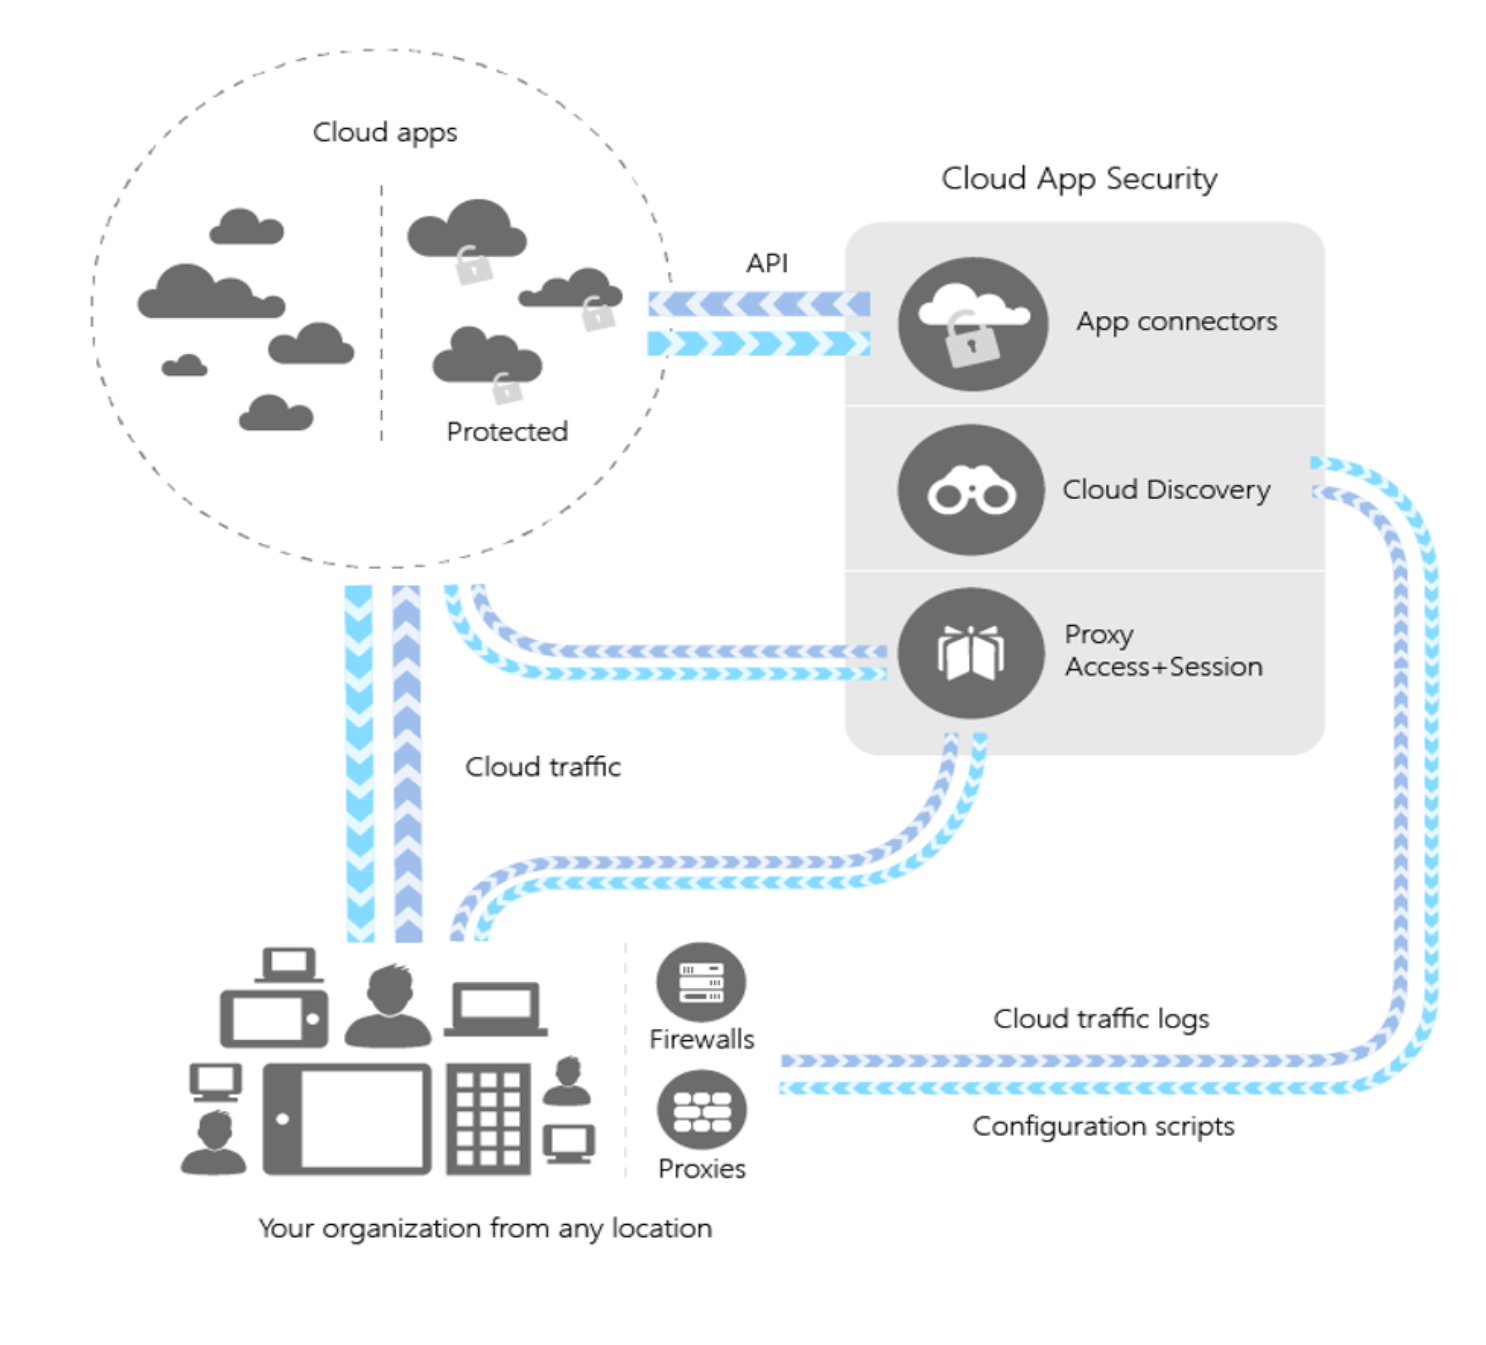 Cloud apps
Protected
API
Cloud App Security
App connectors
Cloud Discovery
Proxy
Access+Session
Cloud traffic
Firewalls
Proxies
Cloud traffic logs
Configuration scripts
Your organization from any location